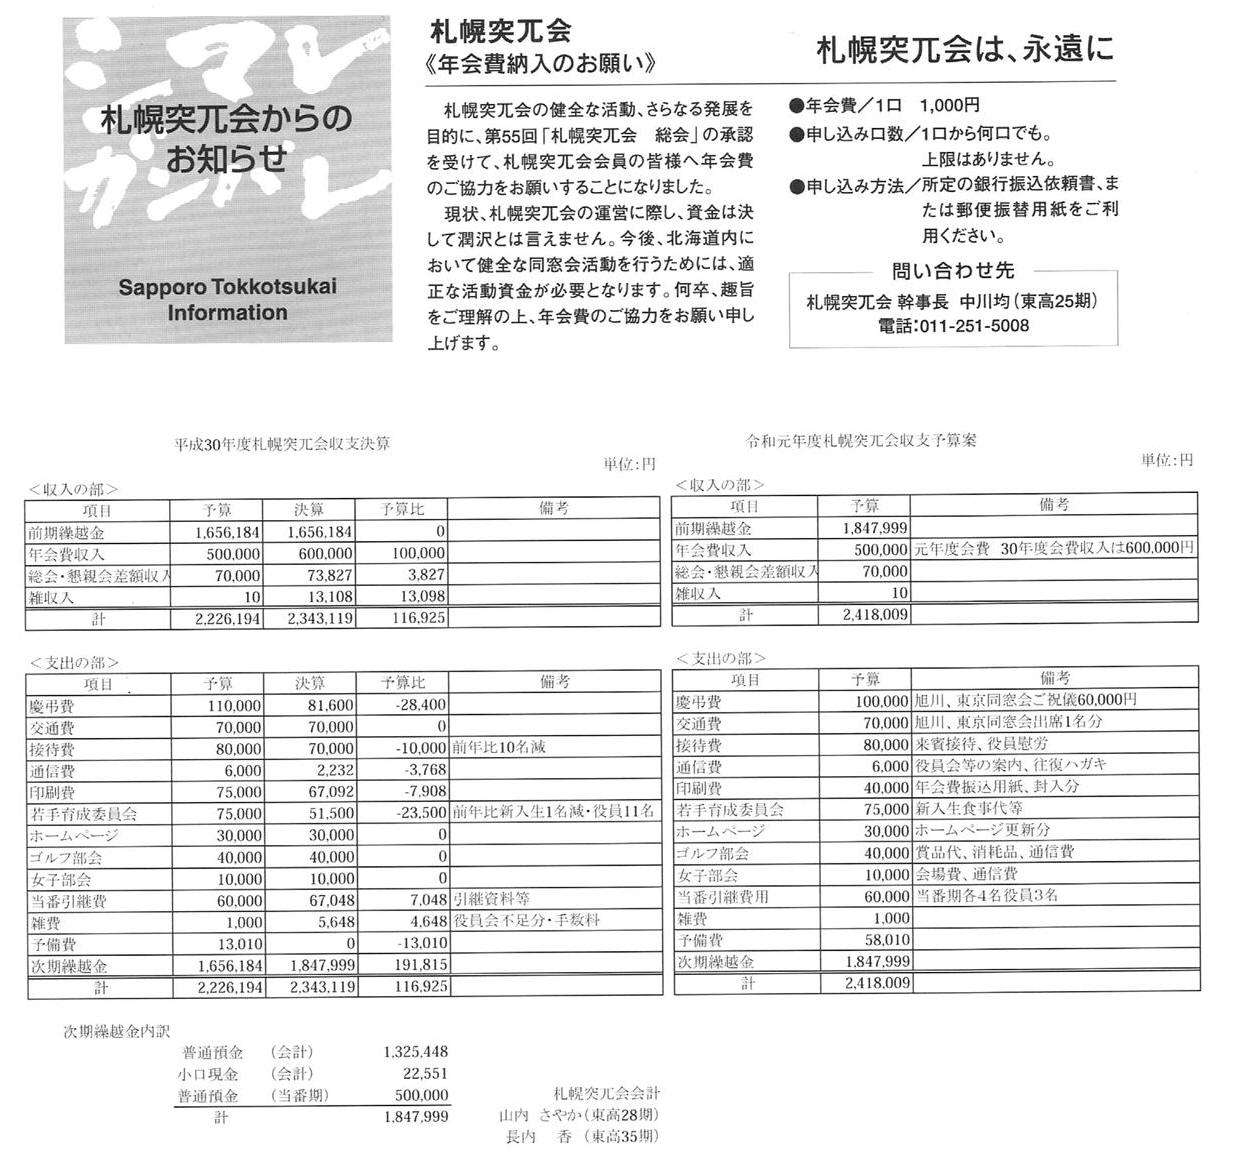 ミマレ
ガンバレ
札幌突兀会からの
お知らせ
Sapporo Tokkotsukai
Information
札幌突兀会
《年会費納入のお願い》
札幌突兀会は、永遠に
札幌突兀会の健全な活動、さらなる発展を
目的に、第55回「札幌突兀会　総会」の承認
を受けて、札幌突兀会会員の皆様へ年会費
のご協力をお願いすることになりました。
現状、札幌突兀会の運営に際し、資金は決
して潤沢とは言えません。今後、北海道内に
おいて健全な同窓会活動を行うためには、適
正な活動資金が必要となります。何卒、趣旨
をご理解の上、年会費のご協力をお願い申し
上げます。
●年会費／1口　1,000円
●申し込み口数／1口から何口でも。
上限はありません。
●申し込み方法／所定の銀行振込依頼書、ま
たは郵便振替用紙をご利
用ください。
問い合わせ先
札幌突兀会 幹事長 中川均（東高25期）
電話：011-251-5008
平成30年度札幌突兀会収支決算
単位：円
＜収入の部＞
項目 予算 決算 予算比 備考
前期繰越金 1,656,184 1,656,184 0
年会費収入 500,000 600,000 100,000
総会・懇親会差額収入 70,000 73,827 3,827
雑収入 10 13,108 13,098
計 2,226,194 2,343,119 116,925
＜支出の部＞
項目 予算 決算 予算比 備考
慶弔費 110,000 81,600 -28,400
交通費 70,000 70,000 0
接待費 80,000 70,000 -10,000 前年比10名減
通信費 6,000 2,232 -3,768
印刷費 75,000 67,092 -7,908
若手育成委員会 75,000 51,500 -23,500 前年比新入生1名減・役員11名
ホームページ 30,000 30,000 0
ゴルフ部会 40,000 40,000 0
女子部会 10,000 10,000 0
当番引継費 60,000 67,048 7,048 引継資料等
雑費 1,000 5,648 4,648 役員会不足分・手数料
予備費 13,010 0 -13,010
次期繰越金 1,656,184 1,847,999 191,815
計 2,226,194 2,343,119 116,925
次期繰越金内訳
普通預金 （会計） 1,325,448
小口現金 （会計） 22,551
普通預金 （当番期） 500,000
計 1,847,999
札幌突兀会会計
山内 さやか（東高28期）
長内 香 （東高35期）
令和元年度札幌突兀会収支予算案
単位：円
＜収入の部＞
項目 予算 備考
前期繰越金 1,847,999
年会費収入 500,000 元年度会費 30年度会費収入は600,000円
総会・懇親会差額収入 70,000
雑収入 10
計 2,418,009
＜支出の部＞
項目 予算 備考
慶弔費 100,000 旭川、東京同窓会ご祝儀60,000円
交通費 70,000 旭川、東京同窓会出席1名分
接待費 80,000 来賓接待、役員慰労
通信費 6,000 役員会等の案内、往復ハガキ
印刷費 40,000 年会費振込用紙、封入分
若手育成委員会 75,000 新入生食事代等
ホームページ 30,000 ホームページ更新分
ゴルフ部会 40,000 賞品代、消耗品、通信費
女子部会 10,000 会場費、通信費
当番引継費用 60,000 当番期各4名役員3名
雑費 1,000
予備費 58,010
次期繰越金 1,847,999
計 2,418,009